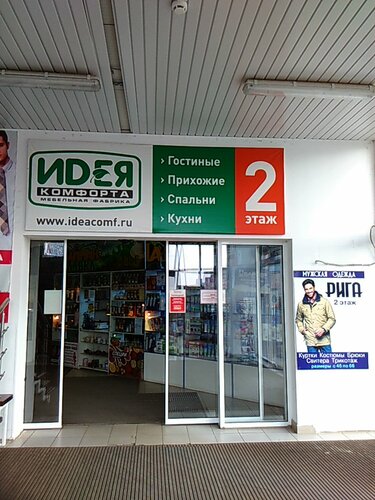 ИДЕЯ
КОМФОРТА
МЕБЕЛЬНАЯ ФАБРИКА
www.ideacomf.ru
› Гостиные
› Прихожие
› Спальни
› Кухни
2
этаж
МУЖСКАЯ ОДЕЖДА
РИГА
2 этаж
Куртки Костюмы Брюки
Свитера Трикотаж
размеры с 46 по 66